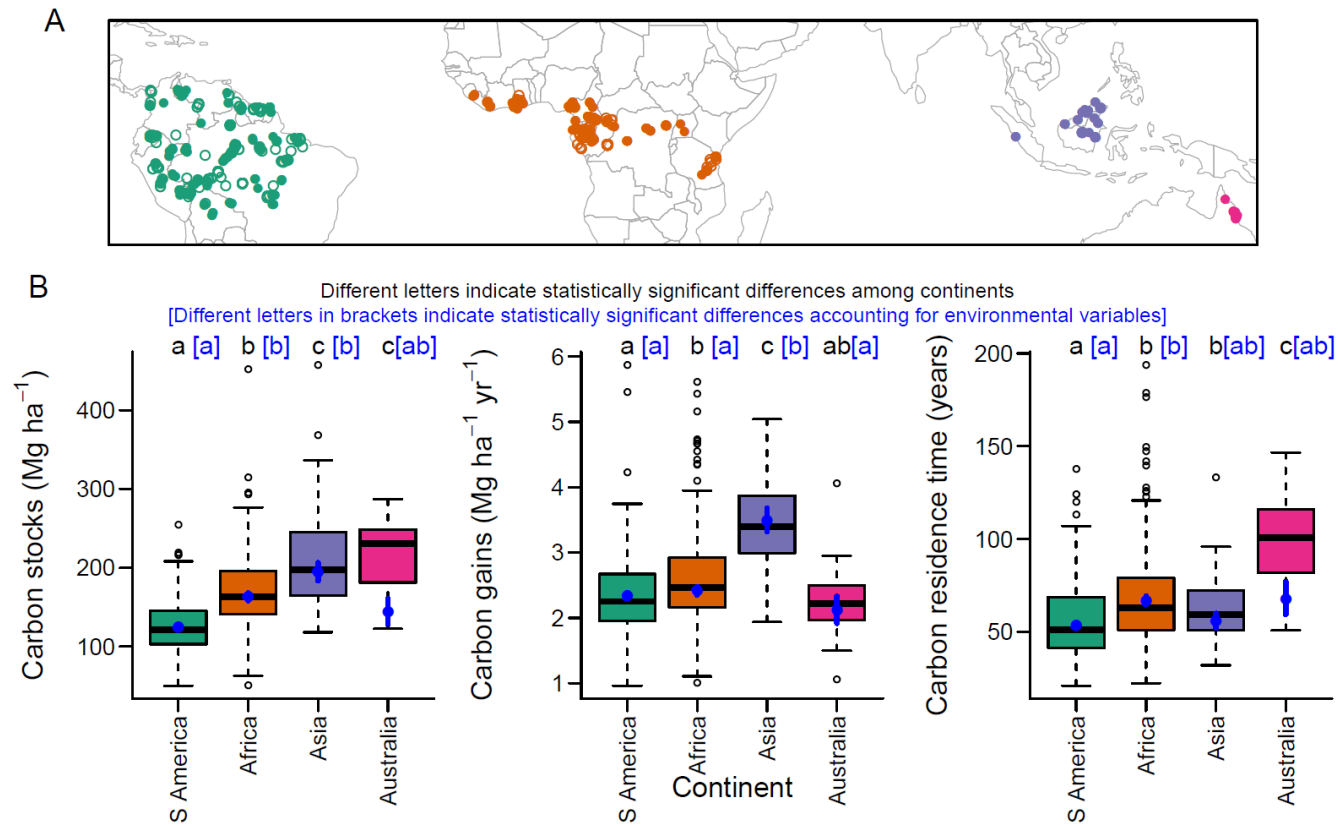 A
B
Different letters indicate statistically significant differences among continents
[Different letters in brackets indicate statistically significant differences accounting for environmental variables]
a [a] b [b] c [b] c[ab]
Carbon stocks (Mg ha⁻¹)
400
300
200
100
S America
Africa
Asia
Australia
a [a] b [a] c [b] ab[a]
Carbon gains (Mg ha⁻¹ yr⁻¹)
6
5
4
3
2
1
S America
Africa
Asia
Australia
Continent
a [a] b [b] b[ab] c[ab]
Carbon residence time (years)
200
150
100
50
S America
Africa
Asia
Australia